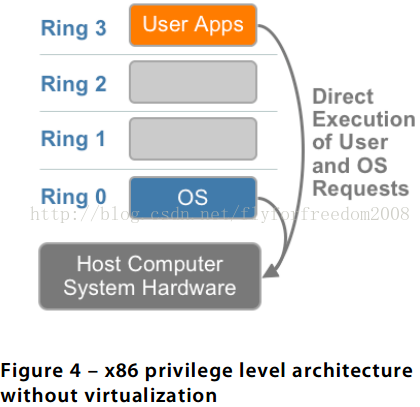 Ring 3
User Apps
Ring 2
Ring 1
Direct
Execution
of User
and OS
Requests
Ring 0
OS
http://blog.csdn.net/flyforfreedom2008
Host Computer
System Hardware
Figure 4 – x86 privilege level architecture
without virtualization